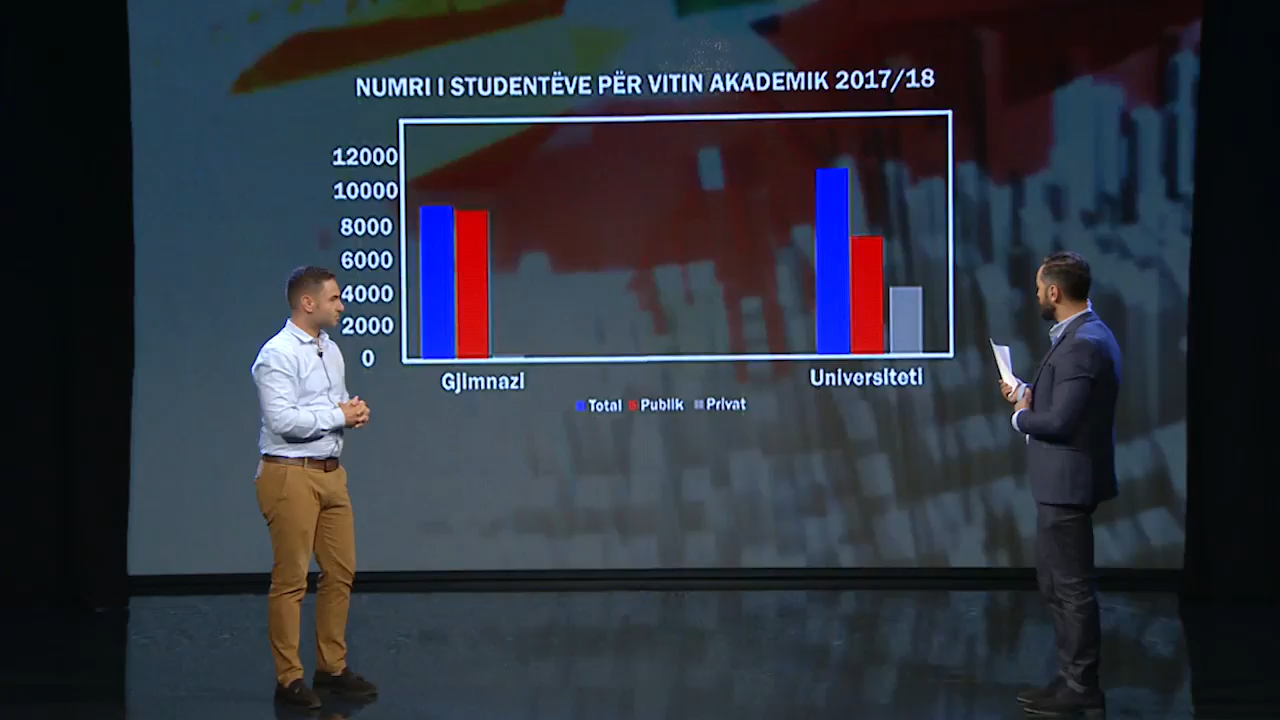 NUMRI I STUDENTËVE PËR VITIN AKADEMIK 2017/18
12000
10000
8000
6000
4000
2000
0
Gjimnazi
Universiteti
Total Publik Privat